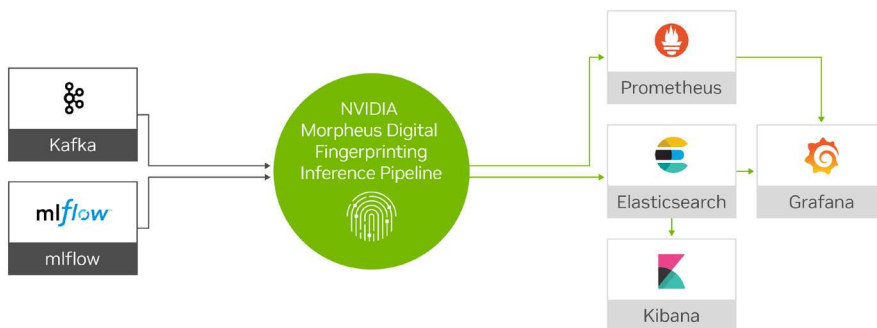 Kafka
mlflow
mlflow
NVIDIA
Morpheus Digital
Fingerprinting
Inference Pipeline
Prometheus
Elasticsearch
Grafana
Kibana